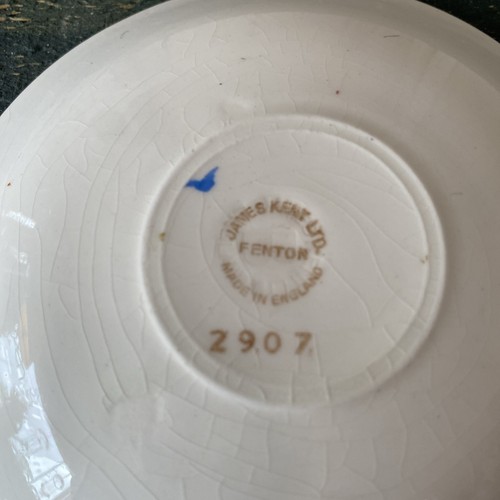 JAMES KENT LTD.
FENTON
MADE IN ENGLAND
2907